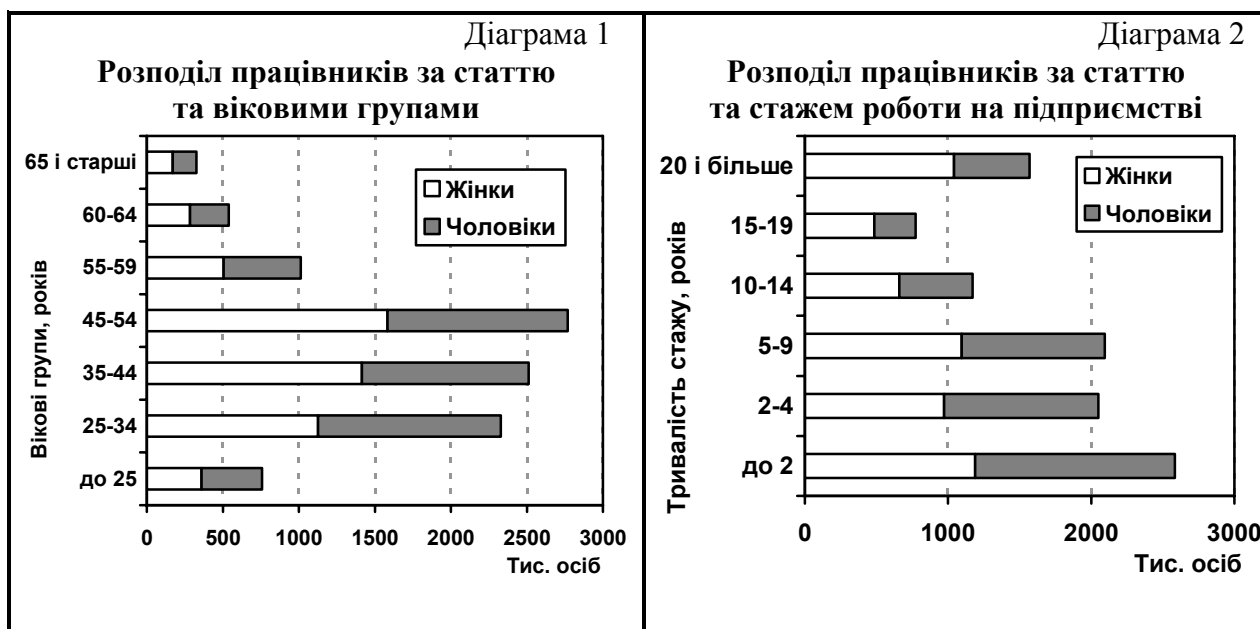 Діаграма 1
Розподіл працівників за статтю
та віковими групами
Вікові групи, років
65 і старші
60-64
55-59
45-54
35-44
25-34
до 25
Жінки
Чоловіки
0 500 1000 1500 2000 2500 3000
Тис. осіб
Діаграма 2
Розподіл працівників за статтю
та стажем роботи на підприємстві
Тривалість стажу, років
20 і більше
15-19
10-14
5-9
2-4
до 2
Жінки
Чоловіки
0 1000 2000 3000
Тис. осіб